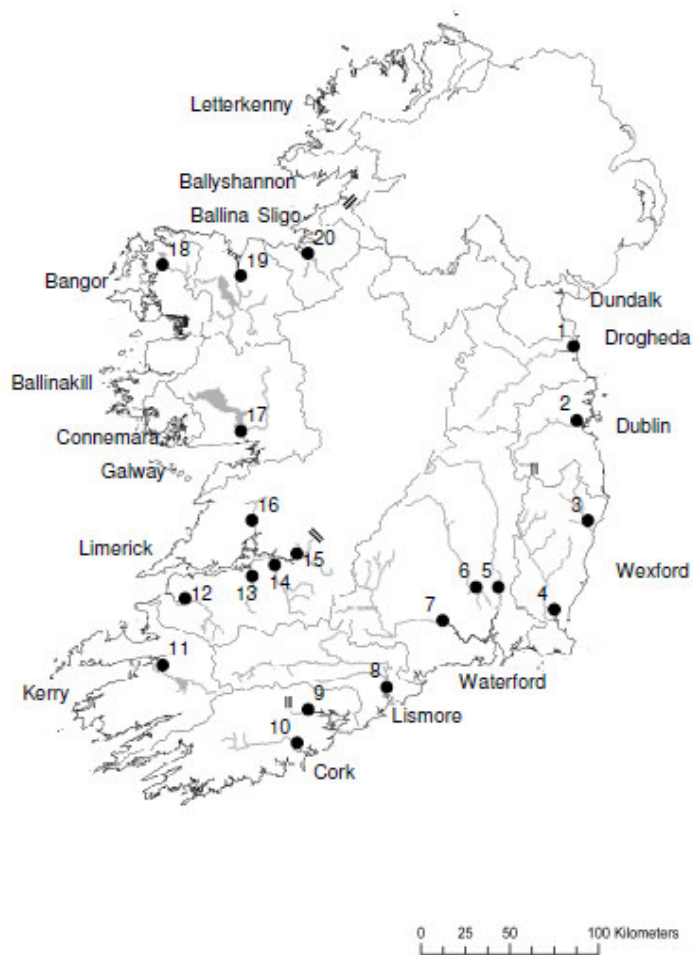 Letterkenny
Ballyshannon
Ballina Sligo
20
18
19
Bangor
Dundalk
1
Drogheda
Ballinakill
2
17
Dublin
Connemara
Galway
16
3
Limerick
15
14
Wexford
6 5
13
12
4
7
11
8
Waterford
Kerry
9
Lismore
10
Cork
0 25 50 100 Kilometers